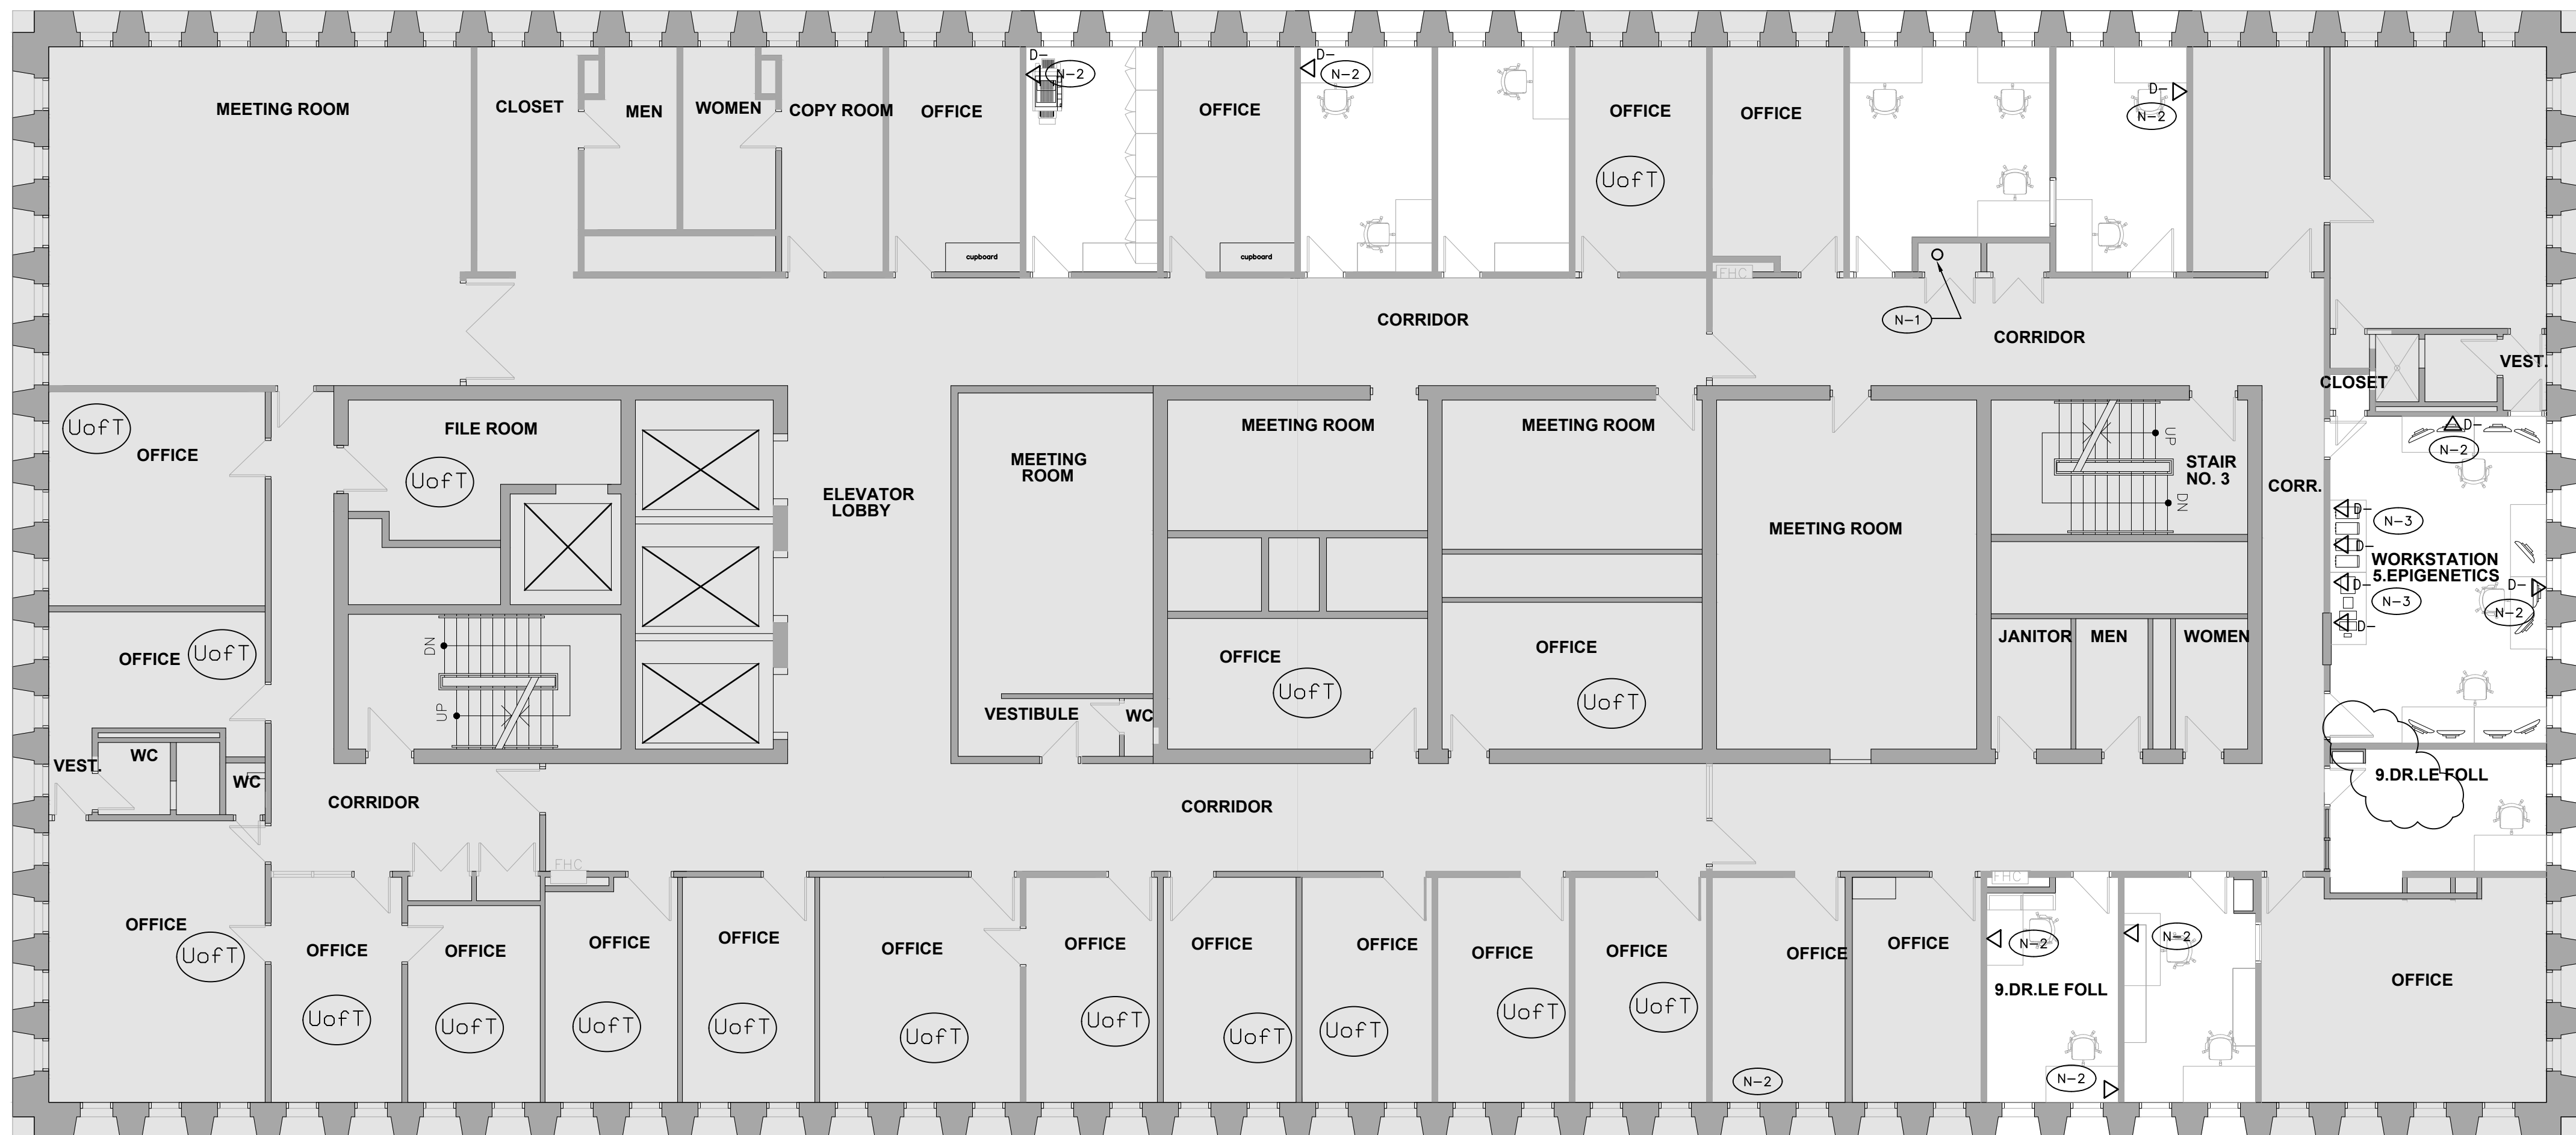 D-
N-2
D-
N-2
MEETING ROOM
CLOSET
MEN
WOMEN
COPY ROOM
OFFICE
OFFICE
OFFICE
OFFICE
D-
N-2
UofT
cupboard
cupboard
FHC
CORRIDOR
N-1
CORRIDOR
VEST.
CLOSET
UofT
OFFICE
FILE ROOM
UofT
ELEVATOR
LOBBY
MEETING
ROOM
MEETING ROOM
MEETING ROOM
MEETING ROOM
UP
DN
STAIR
NO. 3
CORR.
D-
N-2
D-
N-3
D-
WORKSTATION
5.EPIGENETICS
D-
N-3
D-
N-2
D-
OFFICE
UofT
DN
UP
OFFICE
UofT
OFFICE
UofT
JANITOR
MEN
WOMEN
VESTIBULE
WC
VEST.
WC
WC
CORRIDOR
CORRIDOR
9.DR.LE FOLL
FHC
FHC
OFFICE
UofT
OFFICE
UofT
OFFICE
UofT
OFFICE
UofT
OFFICE
UofT
OFFICE
UofT
OFFICE
UofT
OFFICE
UofT
OFFICE
UofT
OFFICE
UofT
OFFICE
UofT
OFFICE
N-2
OFFICE
N-2
9.DR.LE FOLL
N-2
N-2
OFFICE